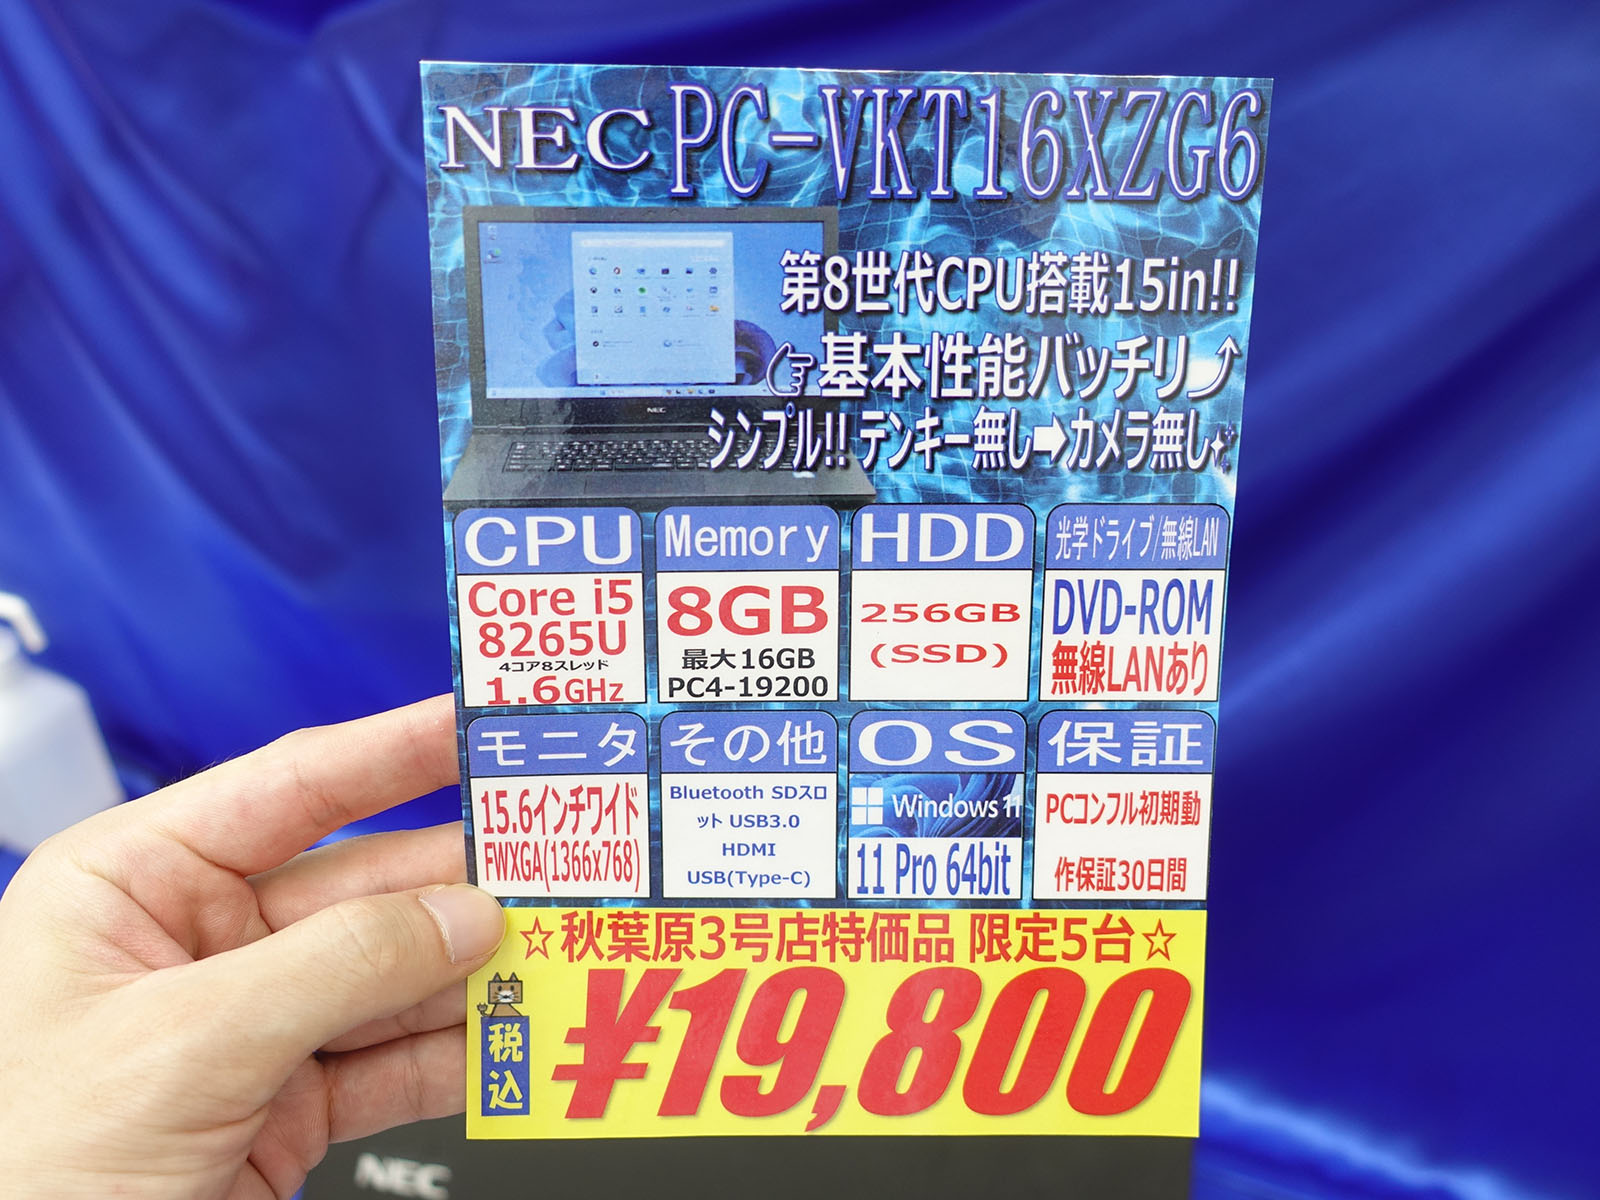 NEC PC-VKT16XZG6
第8世代CPU搭載15in!!
☞基本性能バッチリ⤴
シンプル!! テンキー無し➡カメラ無し✨
NEC
CPU
Core i5
8265U
4コア8スレッド
1.6GHz
Memory
8GB
最大16GB
PC4-19200
HDD
256GB
(SSD)
光学ドライブ/無線LAN
DVD-ROM
無線LANあり
モニタ
15.6インチワイド
FWXGA(1366x768)
その他
Bluetooth SDスロ
ット USB3.0
HDMI
USB(Type-C)
OS
Windows 11
11 Pro 64bit
保証
PCコンフル初期動
作保証30日間
☆秋葉原3号店特価品 限定5台☆
税込
¥19,800
NEC